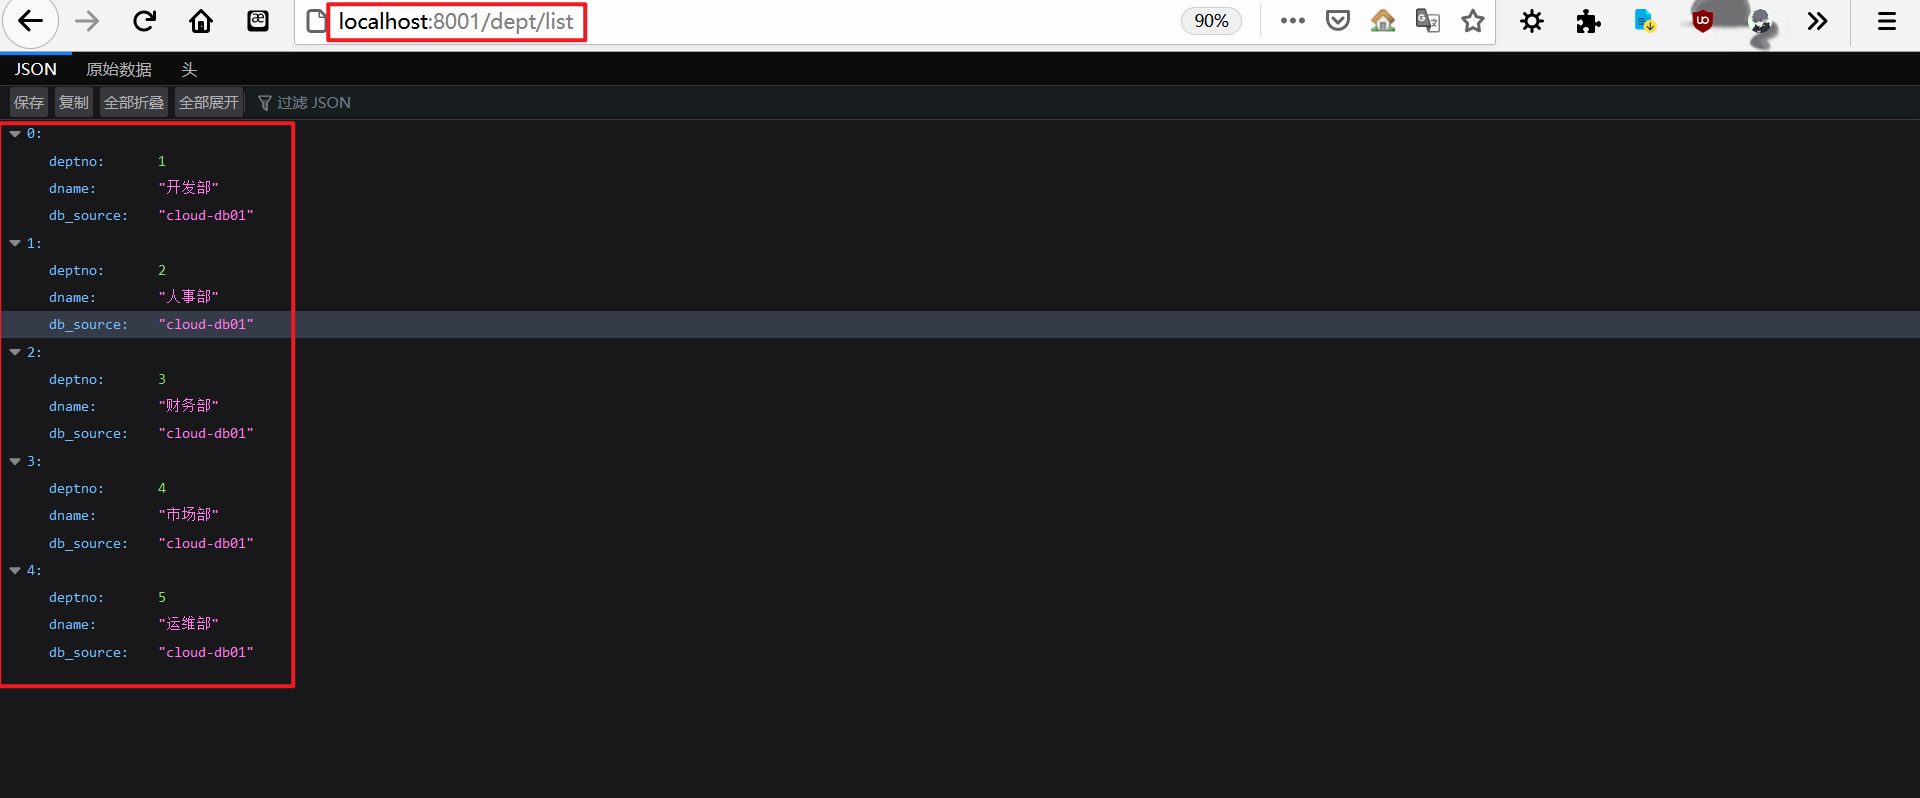 localhost:8001/dept/list
90%
JSON 原始数据 头
保存 复制 全部折叠 全部展开 过滤 JSON
0:
deptno: 1
dname: "开发部"
db_source: "cloud-db01"
1:
deptno: 2
dname: "人事部"
db_source: "cloud-db01"
2:
deptno: 3
dname: "财务部"
db_source: "cloud-db01"
3:
deptno: 4
dname: "市场部"
db_source: "cloud-db01"
4:
deptno: 5
dname: "运维部"
db_source: "cloud-db01"